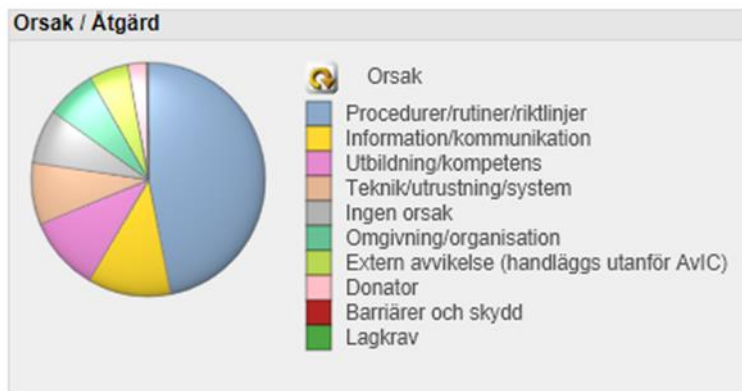 Orsak / Åtgärd
Orsak
Procedurer/rutiner/riktlinjer
Information/kommunikation
Utbildning/kompetens
Teknik/utrustning/system
Ingen orsak
Omgivning/organisation
Extern avvikelse (handläggs utanför AvIC)
Donator
Barriärer och skydd
Lagkrav